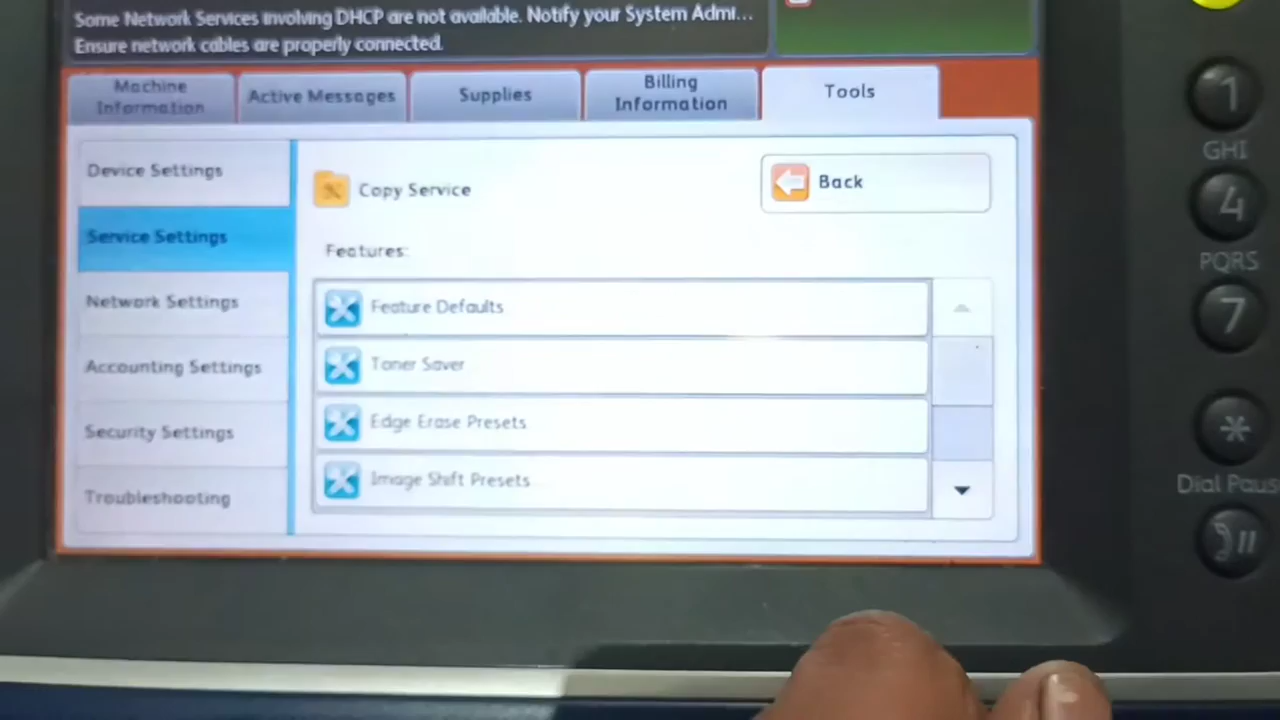 Some Network Services involving DHCP are not available. Notify your System Admi...
Ensure network cables are properly connected.
Machine
Information
Active Messages
Supplies
Billing
Information
Tools
Device Settings
Service Settings
Network Settings
Accounting Settings
Security Settings
Troubleshooting
Copy Service
Back
Features:
Feature Defaults
Toner Saver
Edge Erase Presets
Image Shift Presets
1
GHI
4
PQRS
7
*
Dial Paus